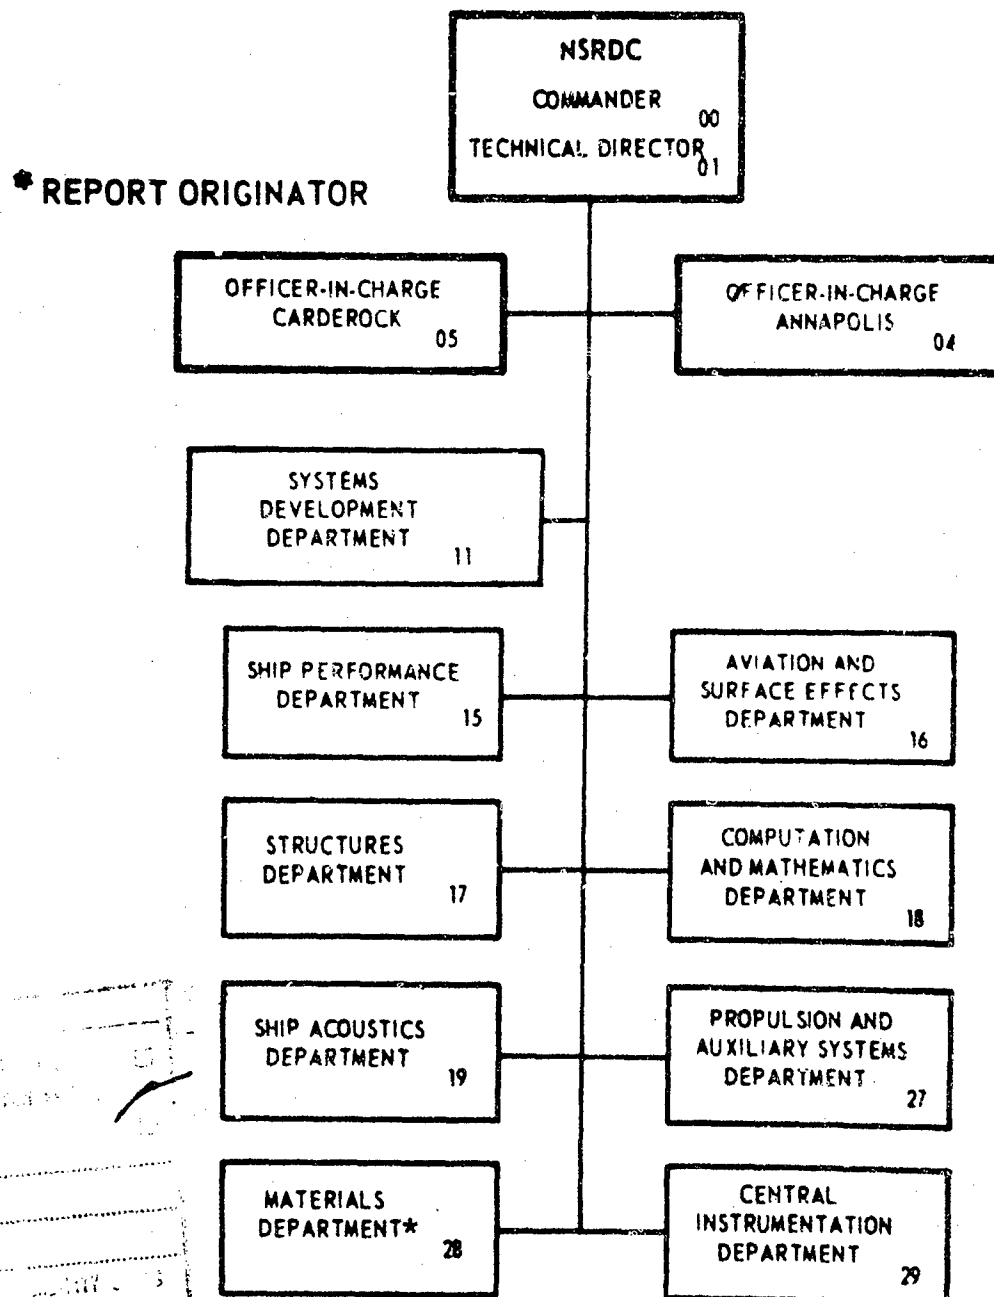 NSRDC
COMMANDER
00
TECHNICAL DIRECTOR
01
* REPORT ORIGINATOR
OFFICER-IN-CHARGE
CARDEROCK
05
OFFICER-IN-CHARGE
ANNAPOLIS
04
SYSTEMS
DEVELOPMENT
DEPARTMENT
11
SHIP PERFORMANCE
DEPARTMENT
15
AVIATION AND
SURFACE EFFECTS
DEPARTMENT
16
STRUCTURES
DEPARTMENT
17
COMPUTATION
AND MATHEMATICS
DEPARTMENT
18
SHIP ACOUSTICS
DEPARTMENT
19
PROPULSION AND
AUXILIARY SYSTEMS
DEPARTMENT
27
MATERIALS
DEPARTMENT*
28
CENTRAL
INSTRUMENTATION
DEPARTMENT
29